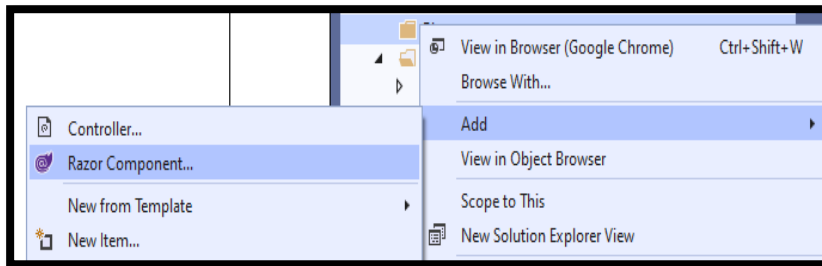 View in Browser (Google Chrome) Ctrl+Shift+W
Browse With...
Add
View in Object Browser
Scope to This
New Solution Explorer View
Controller...
Razor Component...
New from Template
New Item...